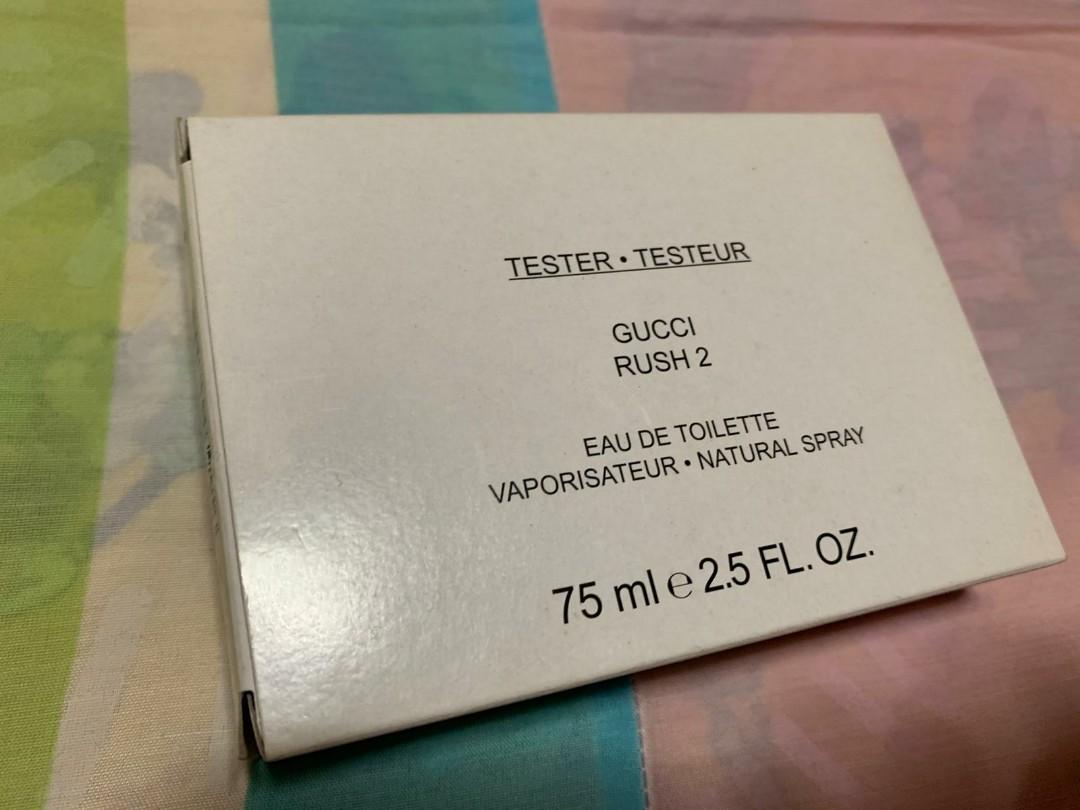 TESTER • TESTEUR
GUCCI
RUSH 2
EAU DE TOILETTE
VAPORISATEUR • NATURAL SPRAY
75 ml ℮ 2.5 FL. OZ.